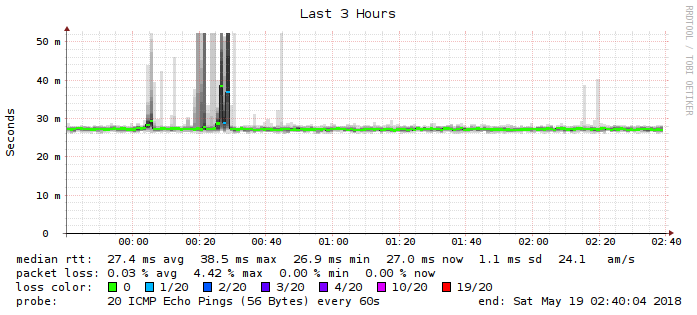 Last 3 Hours
RRDTOOL / TOBI OETIKER
Seconds
50 m
40 m
30 m
20 m
10 m
0
00:00 00:20 00:40 01:00 01:20 01:40 02:00 02:20 02:40
median rtt: 27.4 ms avg 38.5 ms max 26.9 ms min 27.0 ms now 1.1 ms sd 24.1 am/s
packet loss: 0.03 % avg 4.42 % max 0.00 % min 0.00 % now
loss color: 0 1/20 2/20 3/20 4/20 10/20 19/20
probe: 20 ICMP Echo Pings (56 Bytes) every 60s end: Sat May 19 02:40:04 2018